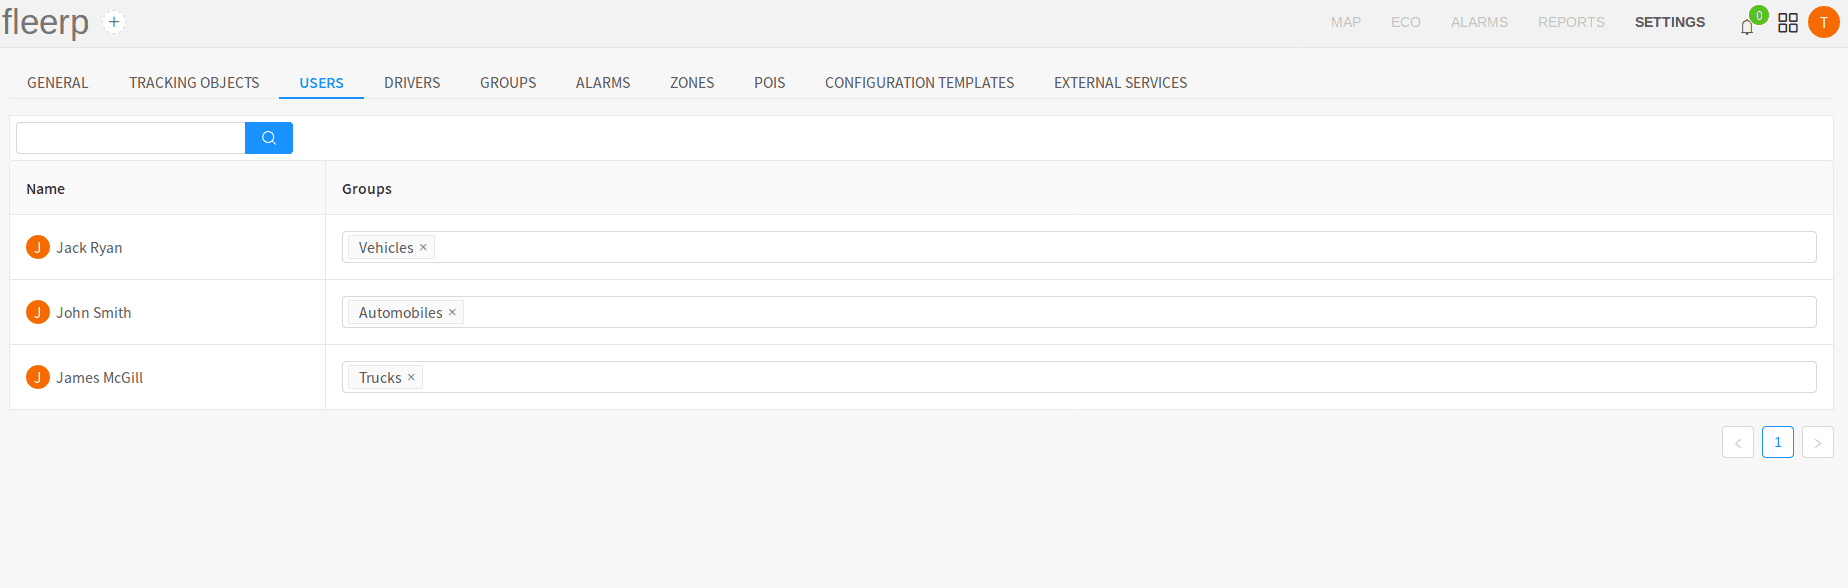 fleerp + MAP ECO ALARMS REPORTS SETTINGS 0 T
GENERAL TRACKING OBJECTS USERS DRIVERS GROUPS ALARMS ZONES POIS CONFIGURATION TEMPLATES EXTERNAL SERVICES
Name Groups
J Jack Ryan Vehicles ×
J John Smith Automobiles ×
J James McGill Trucks ×
< 1 >